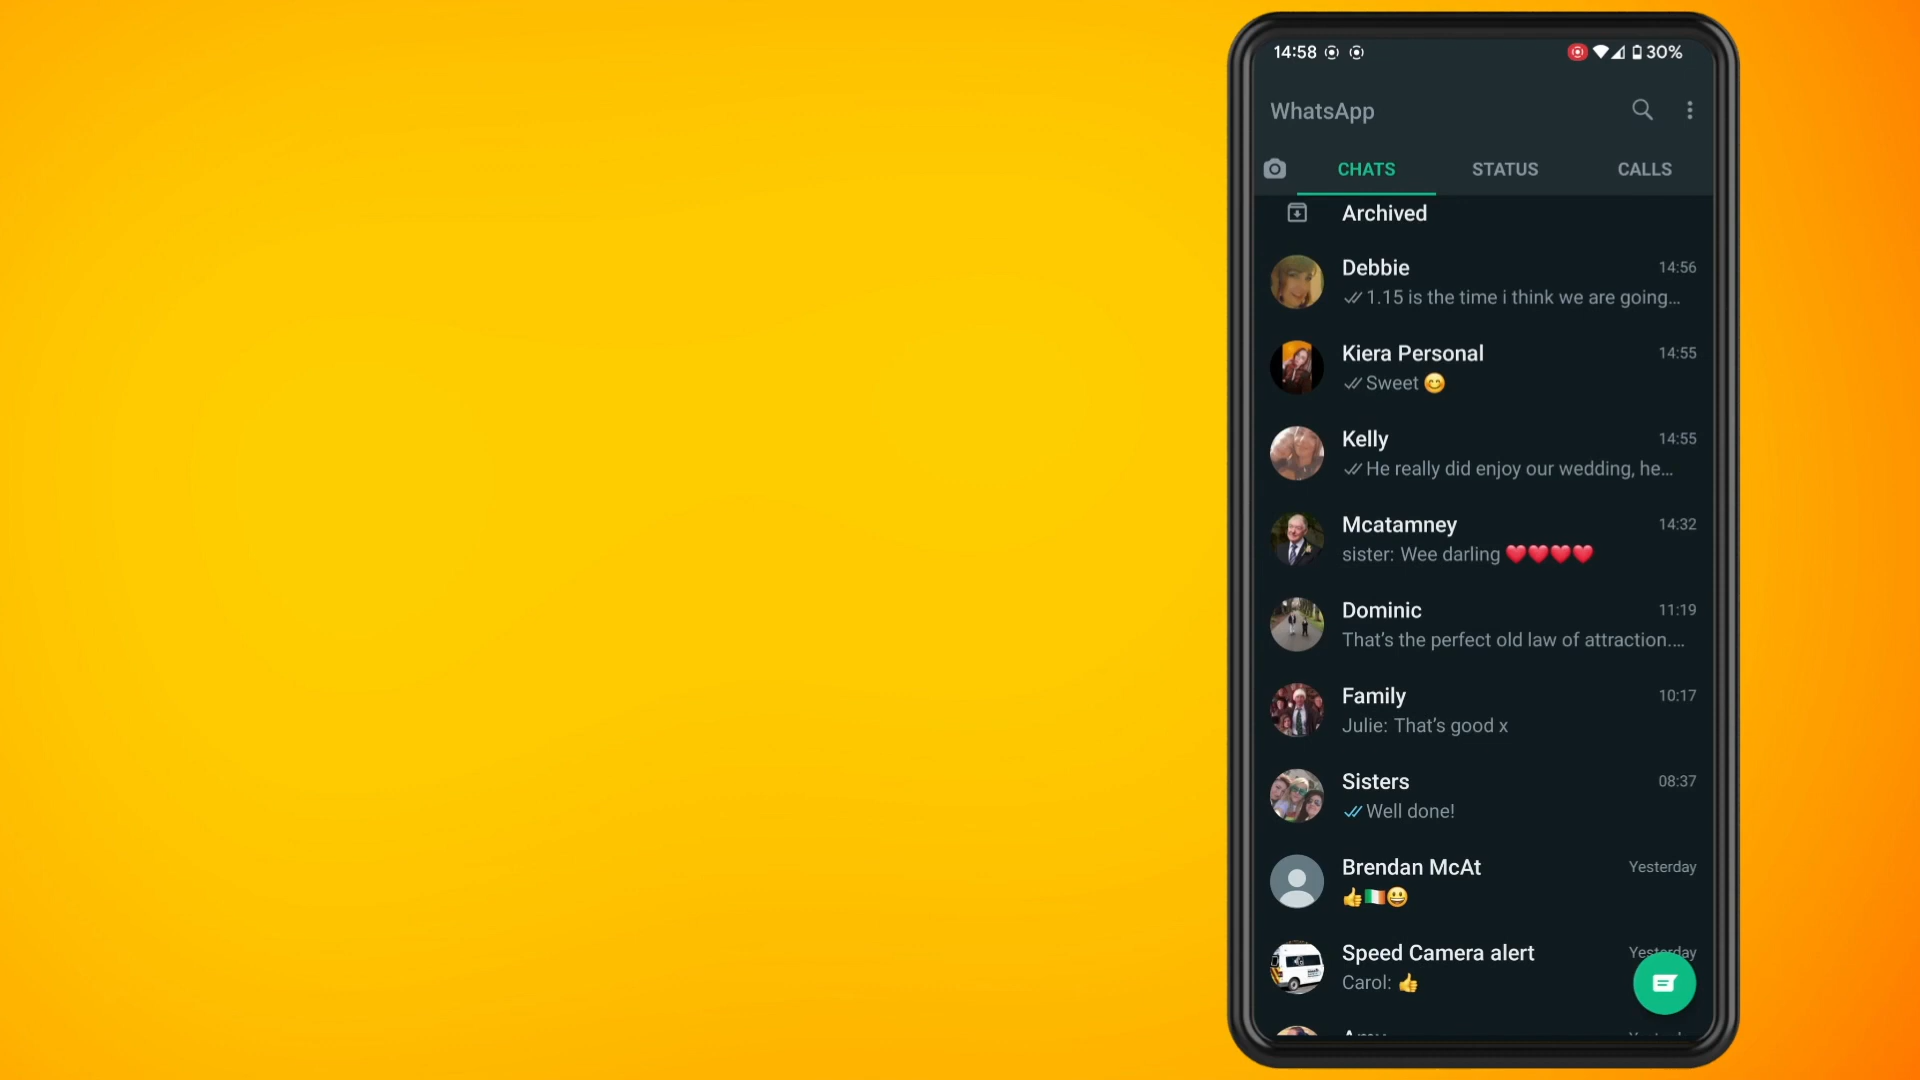 14:58
30%
WhatsApp
CHATS
STATUS
CALLS
Archived
Debbie
14:56
1.15 is the time i think we are going...
Kiera Personal
14:55
Sweet 😊
Kelly
14:55
He really did enjoy our wedding, he...
Mcatamney
14:32
sister: Wee darling ❤️❤️❤️❤️
Dominic
11:19
That's the perfect old law of attraction....
Family
10:17
Julie: That's good x
Sisters
08:37
Well done!
Brendan McAt
Yesterday
👍🇮🇪😃
Speed Camera alert
Yesterday
Carol: 👍